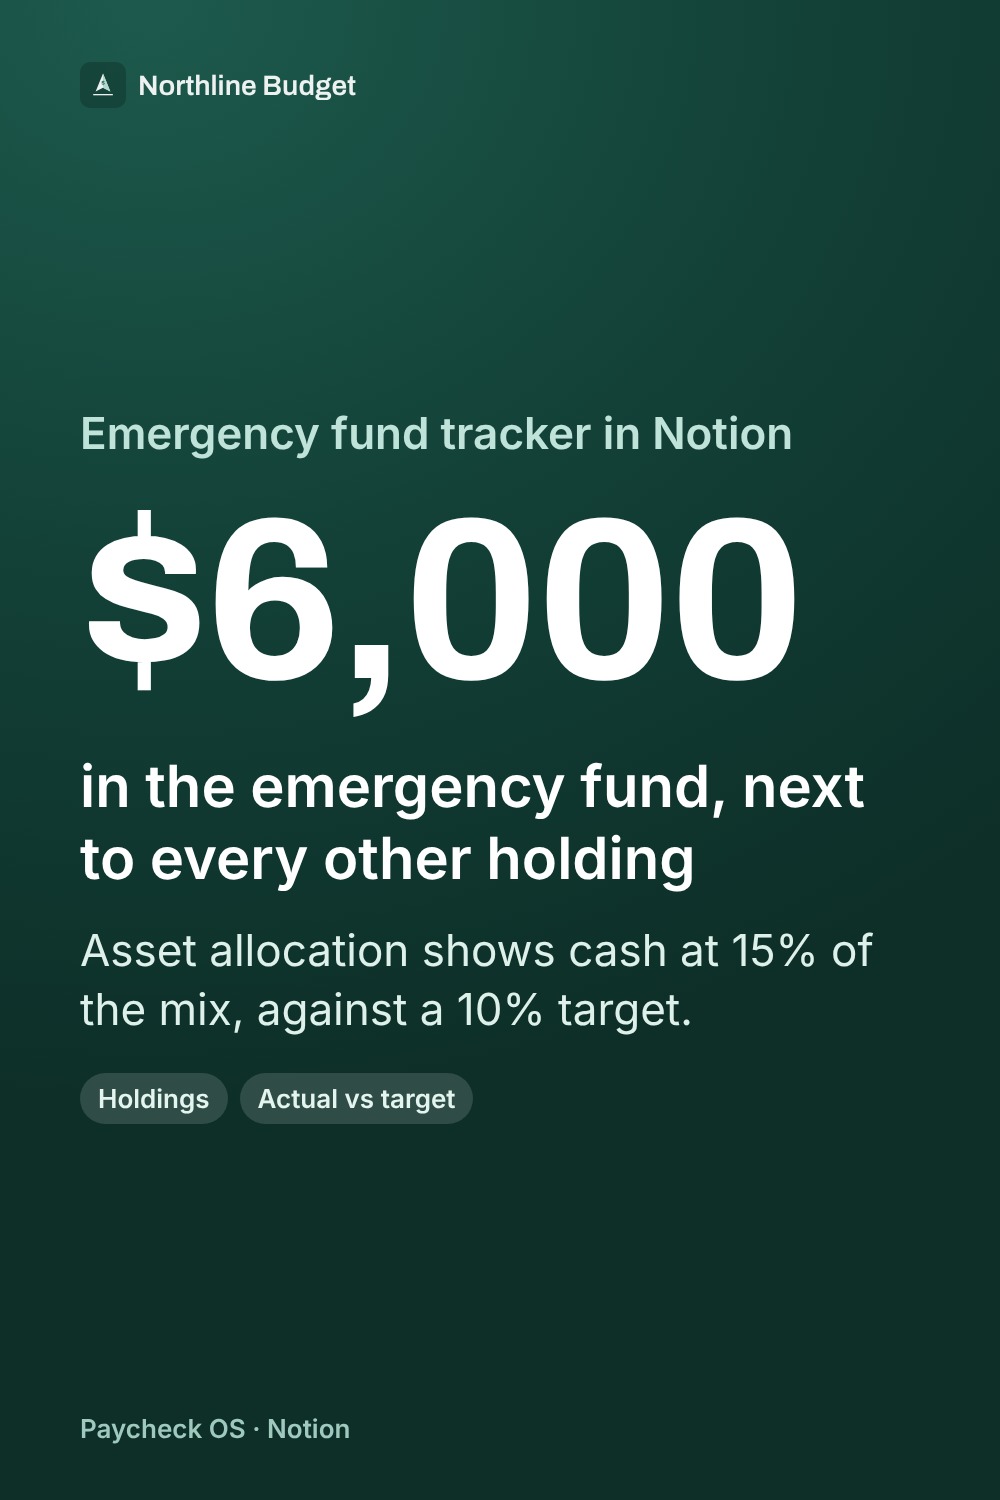 Northline Budget
Emergency fund tracker in Notion
$6,000
in the emergency fund, next
to every other holding
Asset allocation shows cash at 15% of
the mix, against a 10% target.
Holdings
Actual vs target
Paycheck OS · Notion